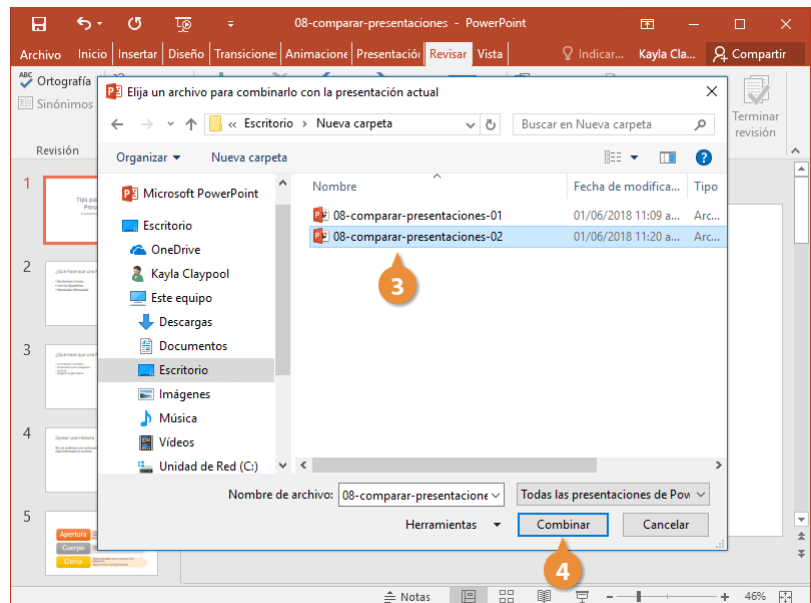 08-comparar-presentaciones - PowerPoint
Archivo Inicio Insertar Diseño Transicione Animacione Presentació Revisar Vista Indicar... Kayla Cla... Compartir
ABC Ortografía
Sinónimos
Revisión
Terminar revisión
Elija un archivo para combinarlo con la presentación actual
« Escritorio > Nueva carpeta
Buscar en Nueva carpeta
Organizar Nueva carpeta
Nombre Fecha de modifica... Tipo
Microsoft PowerPoint
Escritorio
OneDrive
Kayla Claypool
Este equipo
Descargas
Documentos
Escritorio
Imágenes
Música
Vídeos
Unidad de Red (C:)
08-comparar-presentaciones-01 01/06/2018 11:09 a... Arc...
08-comparar-presentaciones-02 01/06/2018 11:20 a... Arc...
3
Nombre de archivo: 08-comparar-presentacione Todas las presentaciones de Pow
Herramientas Combinar Cancelar
4
1
2
3
4
5
Apertura
Cuerpo
Cierra
Notas 46%